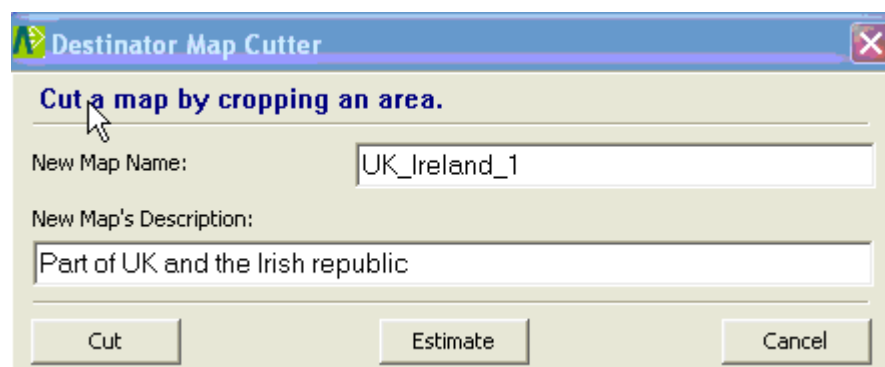 Destinator Map Cutter
Cut a map by cropping an area.
New Map Name: UK_Ireland_1
New Map's Description:
Part of UK and the Irish republic
Cut Estimate Cancel